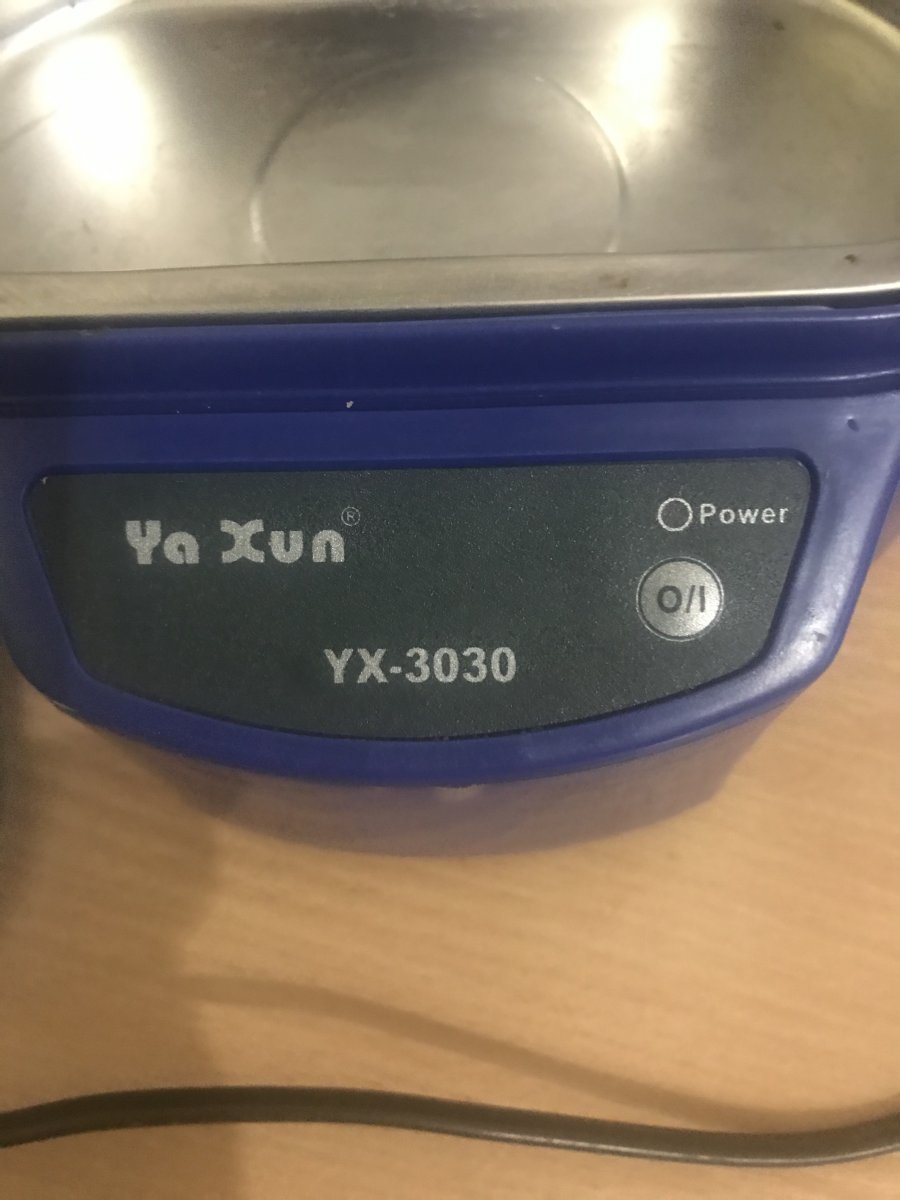 Ya Xun®
Power
O/I
YX-3030